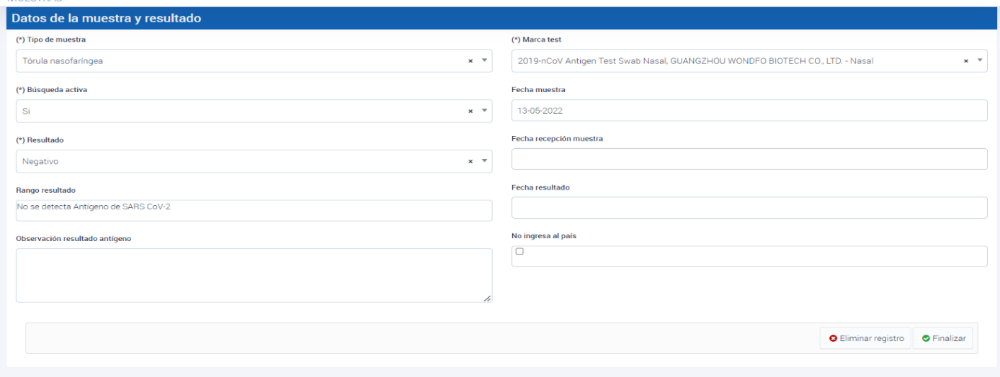 MUESTRAS
Datos de la muestra y resultado
(*) Tipo de muestra
Tórula nasofaríngea
(*) Búsqueda activa
Si
(*) Resultado
Negativo
Rango resultado
No se detecta Antigeno de SARS CoV-2
Observación resultado antígeno
(*) Marca test
2019-nCoV Antigen Test Swab Nasal, GUANGZHOU WONDFO BIOTECH CO., LTD. - Nasal
Fecha muestra
13-05-2022
Fecha recepción muestra
Fecha resultado
No ingresa al país
Eliminar registro
Finalizar